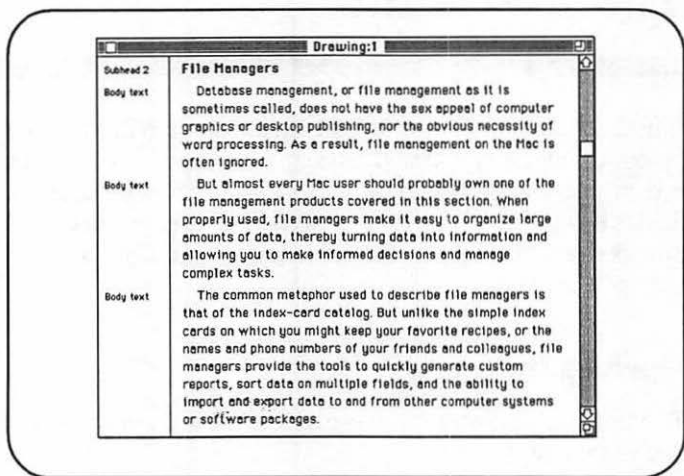 Drawing:1
Subhead 2 File Managers
Body text Database management, or file management as it is
sometimes called, does not have the sex appeal of computer
graphics or desktop publishing, nor the obvious necessity of
word processing. As a result, file management on the Mac is
often ignored.
Body text But almost every Mac user should probably own one of the
file management products covered in this section. When
properly used, file managers make it easy to organize large
amounts of data, thereby turning data into information and
allowing you to make informed decisions and manage
complex tasks.
Body text The common metaphor used to describe file managers is
that of the index-card catalog. But unlike the simple index
cards on which you might keep your favorite recipes, or the
names and phone numbers of your friends and colleagues, file
managers provide the tools to quickly generate custom
reports, sort data on multiple fields, and the ability to
import and export data to and from other computer systems
or software packages.